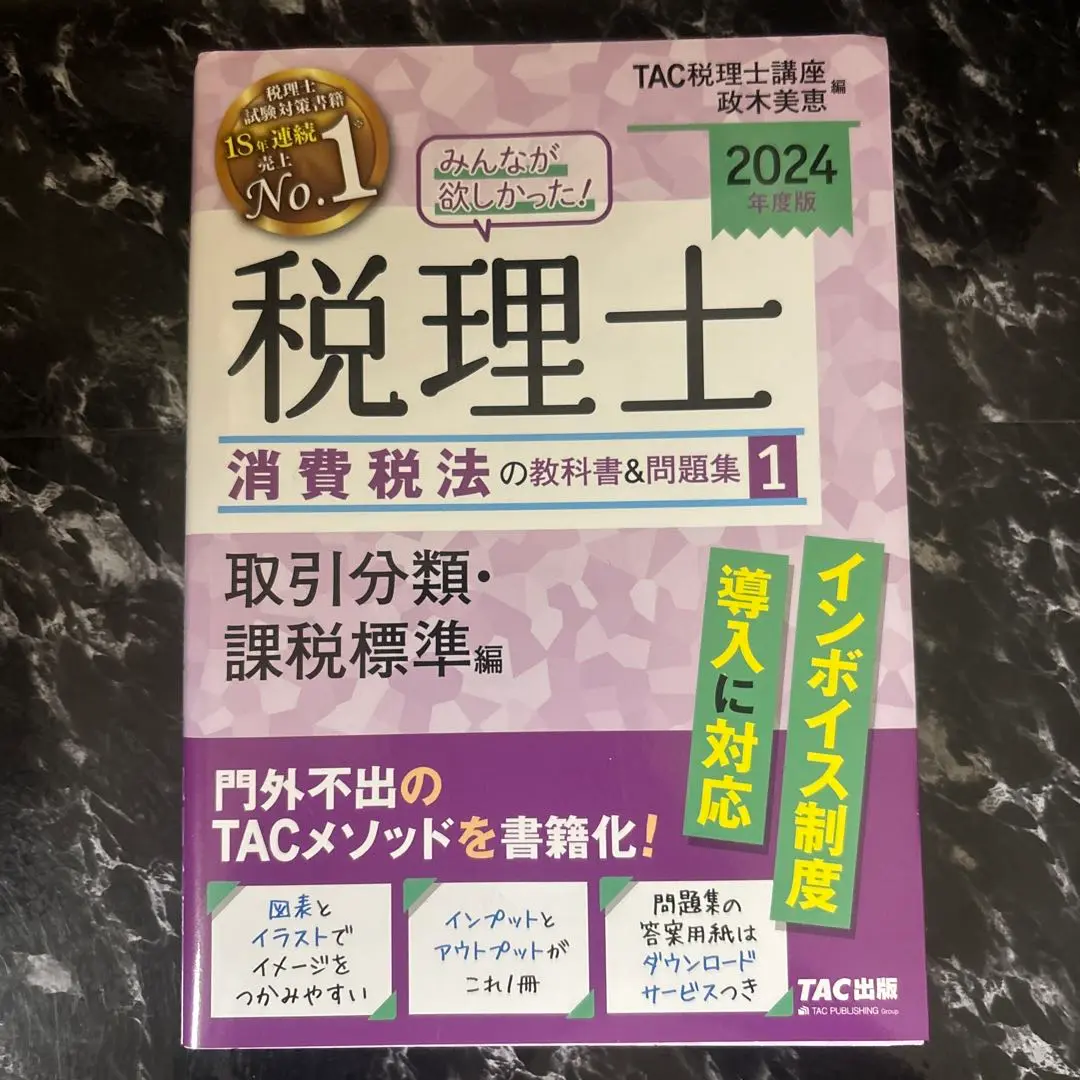 税理士
試験対策書籍
18年連続
売上
No.1※
みんなが
欲しかった!
TAC税理士講座
政木美恵 編
2024
年度版
税理士
消費税法の教科書&問題集 1
取引分類・
課税標準編
インボイス制度
導入に対応
門外不出の
TACメソッドを書籍化!
図表と
イラストで
イメージを
つかみやすい
インプットと
アウトプットが
これ1冊
問題集の
答案用紙は
ダウンロード
サービスつき
TAC出版
TAC PUBLISHING Group